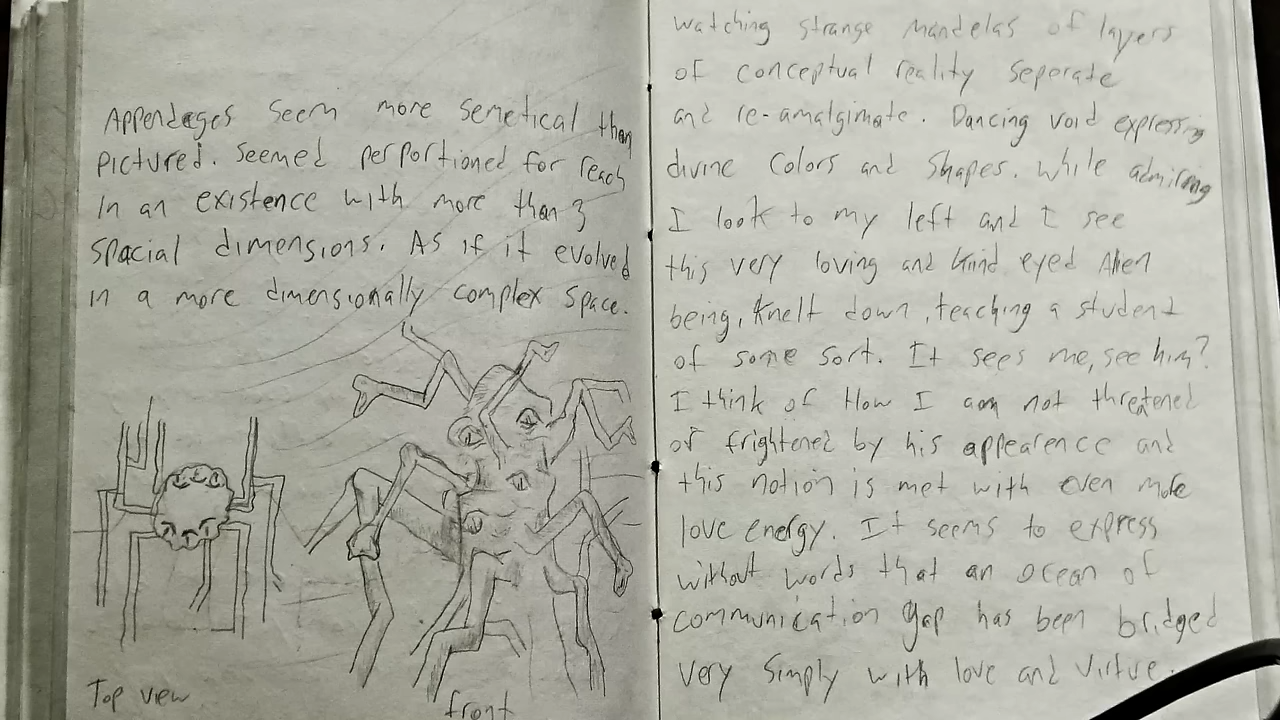 Appendages seem more semetical than
pictured. Seemed perportioned for reach
in an existence with more than 3
spacial dimensions. As if it evolved
in a more dimensionally complex space.
Top view
front
watching strange mandelas of layers
of conceptual reality seperate
and re-amalgimate. Dancing void expressing
divine colors and shapes. While admiring
I look to my left and I see
this very loving and kind eyed Alien
being, knelt down, teaching a student
of some sort. It sees me, see him?
I think of How I am not threatened
or frightened by his appearence and
this notion is met with even more
love energy. It seems to express
without words that an ocean of
communication gap has been bridged
very simply with love and virtue.